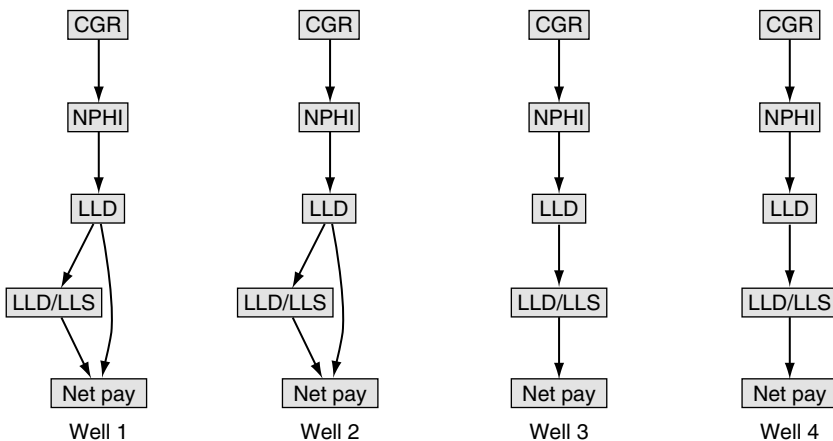 CGR
NPHI
LLD
LLD/LLS
Net pay
Well 1
CGR
NPHI
LLD
LLD/LLS
Net pay
Well 2
CGR
NPHI
LLD
LLD/LLS
Net pay
Well 3
CGR
NPHI
LLD
LLD/LLS
Net pay
Well 4